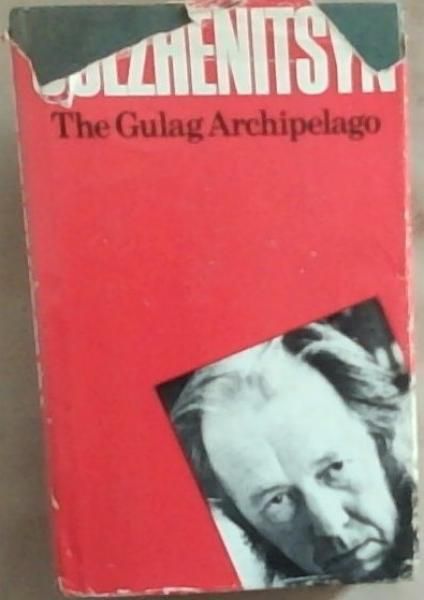 SOLZHENITSYN
The Gulag Archipelago